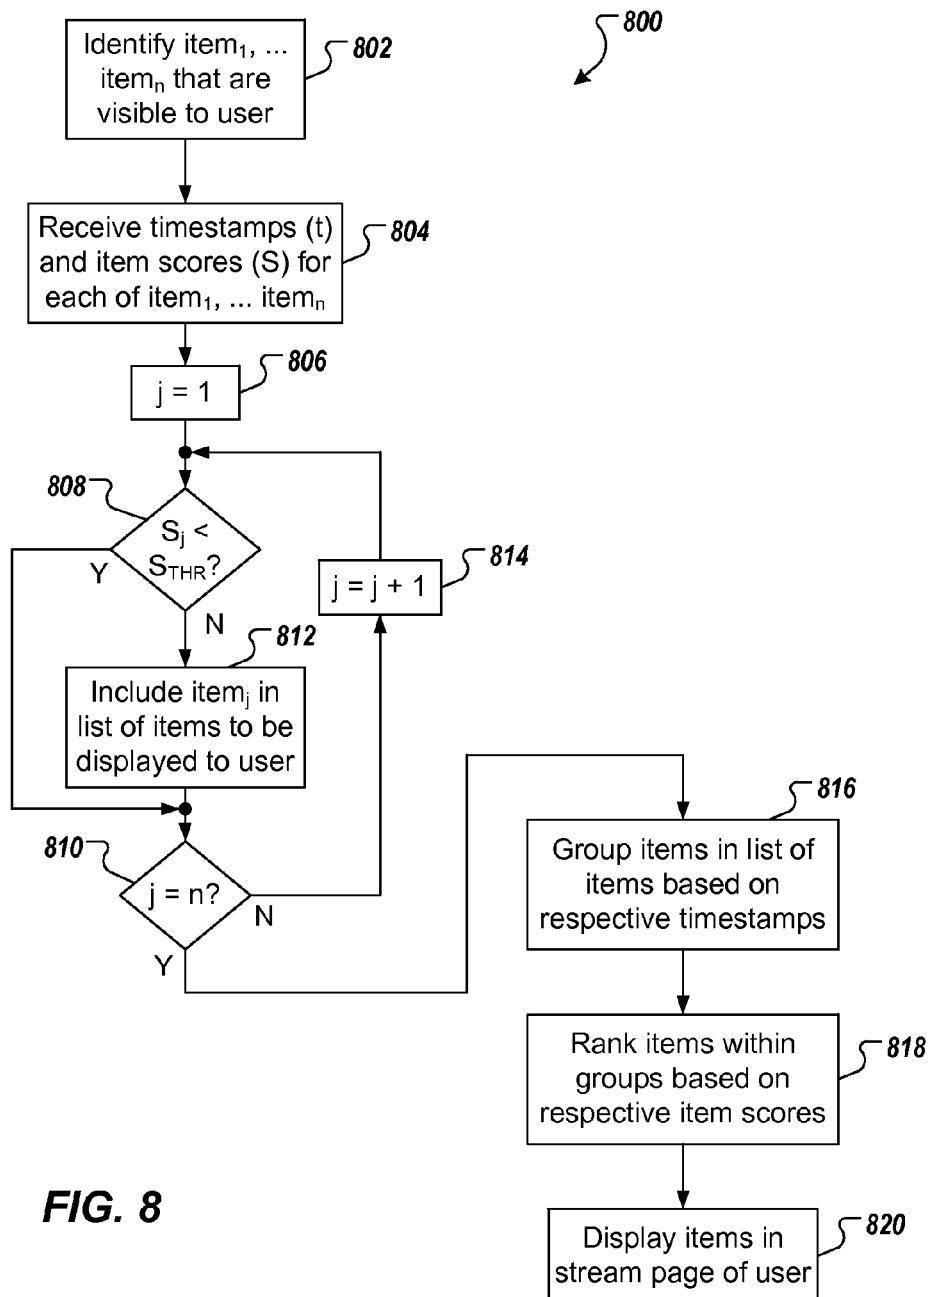 800
Identify item₁, ...
itemₙ that are
visible to user
802
Receive timestamps (t)
and item scores (S) for
each of item₁, ... itemₙ
804
j = 1
806
808
Sⱼ <
S_THR?
Y
N
j = j + 1
814
812
Include itemⱼ in
list of items to be
displayed to user
810
j = n?
N
Y
816
Group items in list of
items based on
respective timestamps
Rank items within
groups based on
respective item scores
818
Display items in
stream page of user
820
FIG. 8